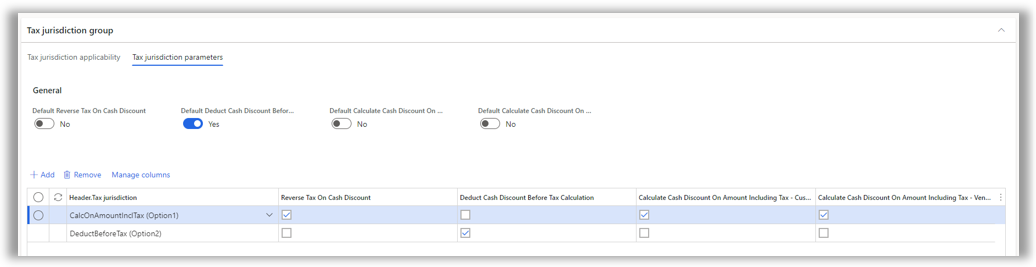 Tax jurisdiction group
Tax jurisdiction applicability Tax jurisdiction parameters
General
Default Reverse Tax On Cash Discount Default Deduct Cash Discount Befor... Default Calculate Cash Discount On ... Default Calculate Cash Discount On ...
No Yes No No
Add Remove Manage columns
Header.Tax jurisdiction Reverse Tax On Cash Discount Deduct Cash Discount Before Tax Calculation Calculate Cash Discount On Amount Including Tax - Cus... Calculate Cash Discount On Amount Including Tax - Ven...
CalcOnAmountInclTax (Option1)
DeductBeforeTax (Option2)